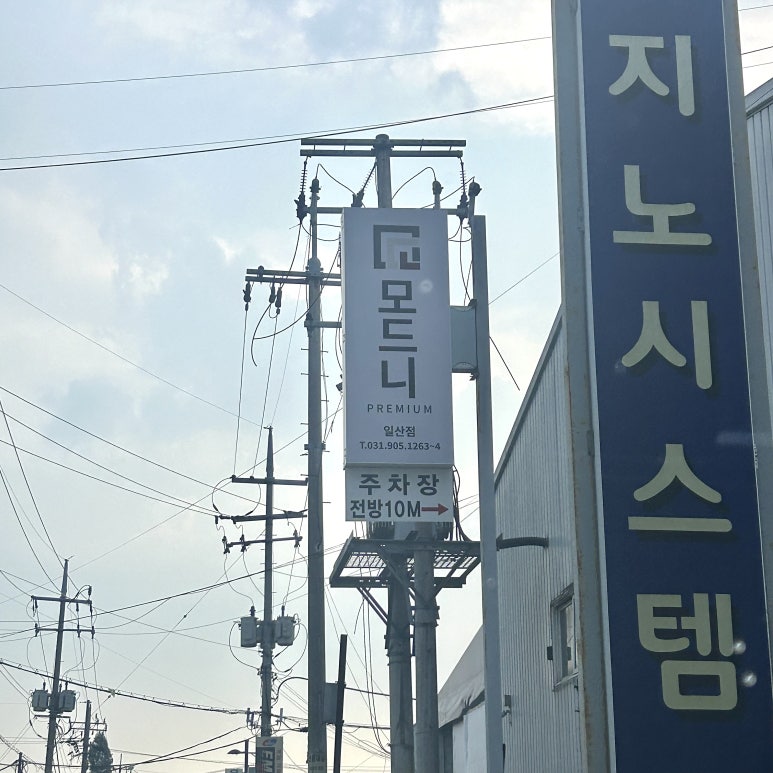 모드니
PREMIUM
일산점
T.031.905.1263~4
주차장
전방10M→
지노시스템